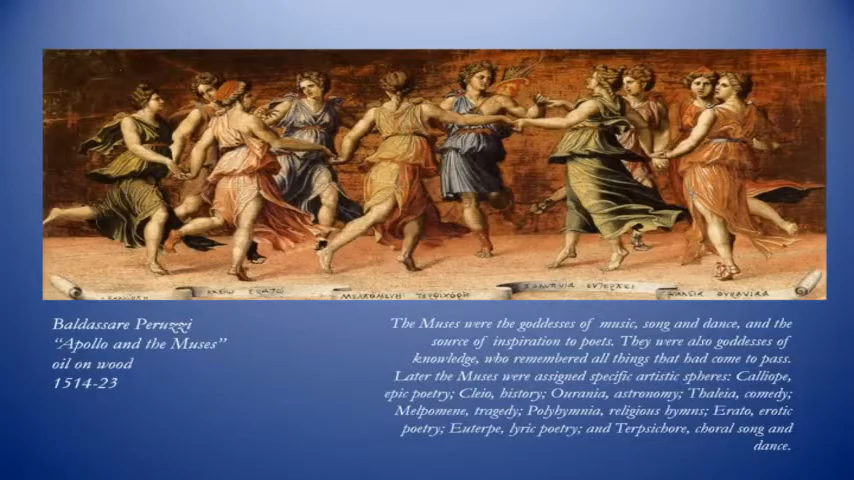 ΚΛΕΙΩ ΕΡΑΤΩ
ΜΕΛΠΟΜΕΝΗ ΤΕΡΨΙΧΟΡΗ
Baldassare Peruzzi
“Apollo and the Muses”
oil on wood
1514-23
The Muses were the goddesses of music, song and dance, and the
source of inspiration to poets. They were also goddesses of
knowledge, who remembered all things that had come to pass.
Later the Muses were assigned specific artistic spheres: Calliope,
epic poetry; Cleio, history; Ourania, astronomy; Thaleia, comedy;
Melpomene, tragedy; Polyhymnia, religious hymns; Erato, erotic
poetry; Euterpe, lyric poetry; and Terpsichore, choral song and
dance.